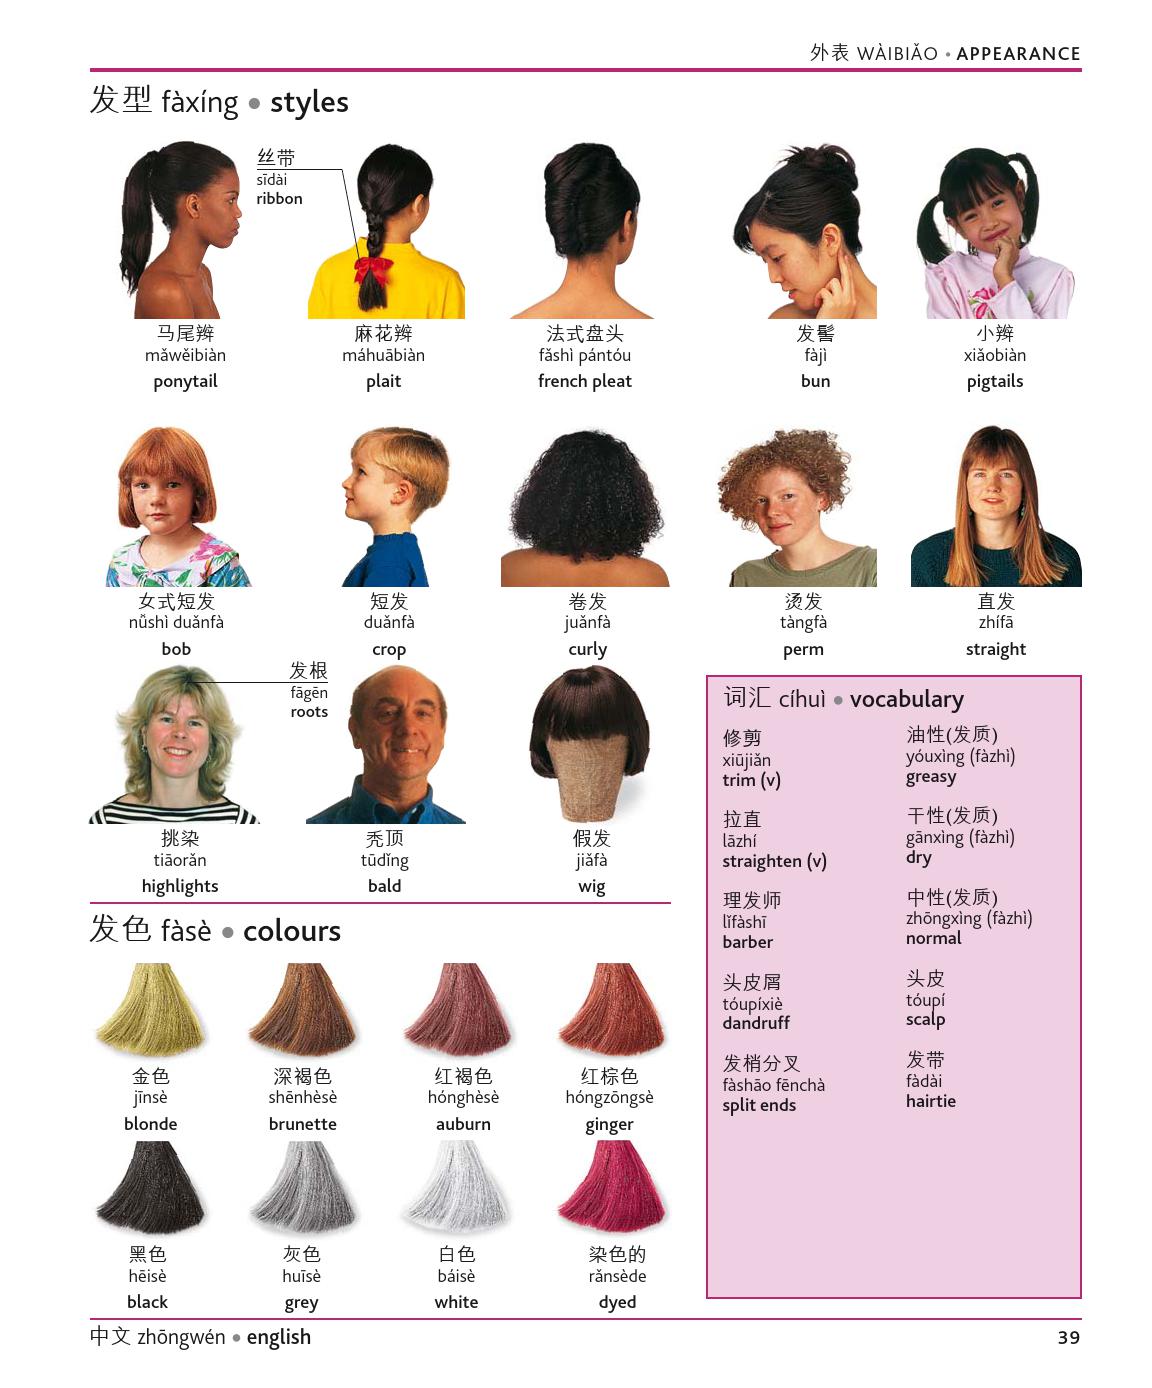 外表 WÀIBIǍO • APPEARANCE
发型 fàxíng • styles
丝带
sīdài
ribbon
马尾辫
mǎwěibiàn
ponytail
麻花辫
máhuābiàn
plait
法式盘头
fǎshì pántóu
french pleat
发髻
fàjì
bun
小辫
xiǎobiàn
pigtails
女式短发
nǚshì duǎnfà
bob
短发
duǎnfà
crop
卷发
juǎnfà
curly
烫发
tàngfà
perm
直发
zhífā
straight
发根
fāgēn
roots
挑染
tiāorǎn
highlights
秃顶
tūdǐng
bald
假发
jiǎfà
wig
发色 fàsè • colours
金色
jīnsè
blonde
深褐色
shēnhèsè
brunette
红褐色
hónghèsè
auburn
红棕色
hóngzōngsè
ginger
黑色
hēisè
black
灰色
huīsè
grey
白色
báisè
white
染色的
rǎnsède
dyed
词汇 cíhuì • vocabulary
修剪
xiūjiǎn
trim (v)
拉直
lāzhí
straighten (v)
理发师
lǐfàshī
barber
头皮屑
tóupíxiè
dandruff
发梢分叉
fàshāo fēnchà
split ends
油性(发质)
yóuxìng (fàzhì)
greasy
干性(发质)
gānxìng (fàzhì)
dry
中性(发质)
zhōngxìng (fàzhì)
normal
头皮
tóupí
scalp
发带
fàdài
hairtie
中文 zhōngwén • english
39